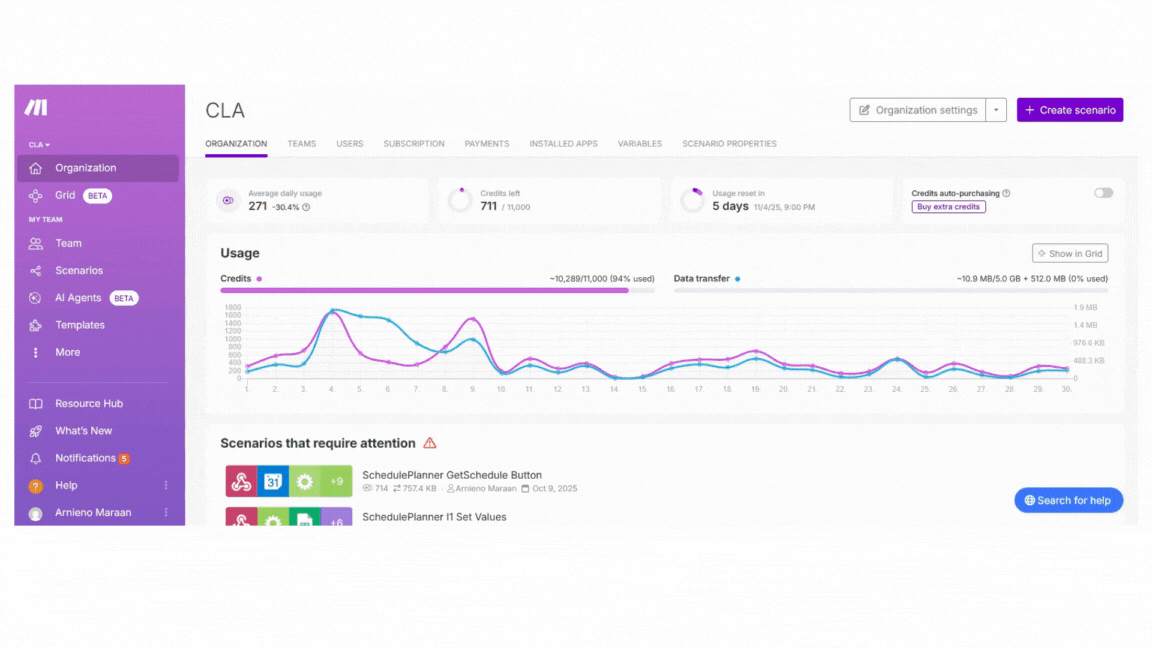 CLA
Organization settings
+ Create scenario
CLA
Organization
Grid BETA
MY TEAM
Team
Scenarios
AI Agents BETA
Templates
More
Resource Hub
What's New
Notifications 5
? Help
Arnieno Maraan
ORGANIZATION TEAMS USERS SUBSCRIPTION PAYMENTS INSTALLED APPS VARIABLES SCENARIO PROPERTIES
Average daily usage
271 -30.4% ?
Credits left
711 / 11,000
Usage reset in
5 days 11/4/25, 9:00 PM
Credits auto-purchasing ?
Buy extra credits
Usage
Show in Grid
Credits ~10,289/11,000 (94% used)
Data transfer ~10.9 MB/5.0 GB + 512.0 MB (0% used)
1800
1600
1400
1200
1000
800
600
400
200
0
1.9 MB
1.4 MB
976.6 KB
488.3 KB
0
1. 2. 3. 4. 5. 6. 7. 8. 9. 10. 11. 12. 13. 14. 15. 16. 17. 18. 19. 20. 21. 22. 23. 24. 25. 26. 27. 28. 29. 30.
Scenarios that require attention
31 +9
SchedulePlanner GetSchedule Button
714 757.4 KB · Arnieno Maraan Oct 9, 2025
+6
SchedulePlanner I1 Set Values
Search for help